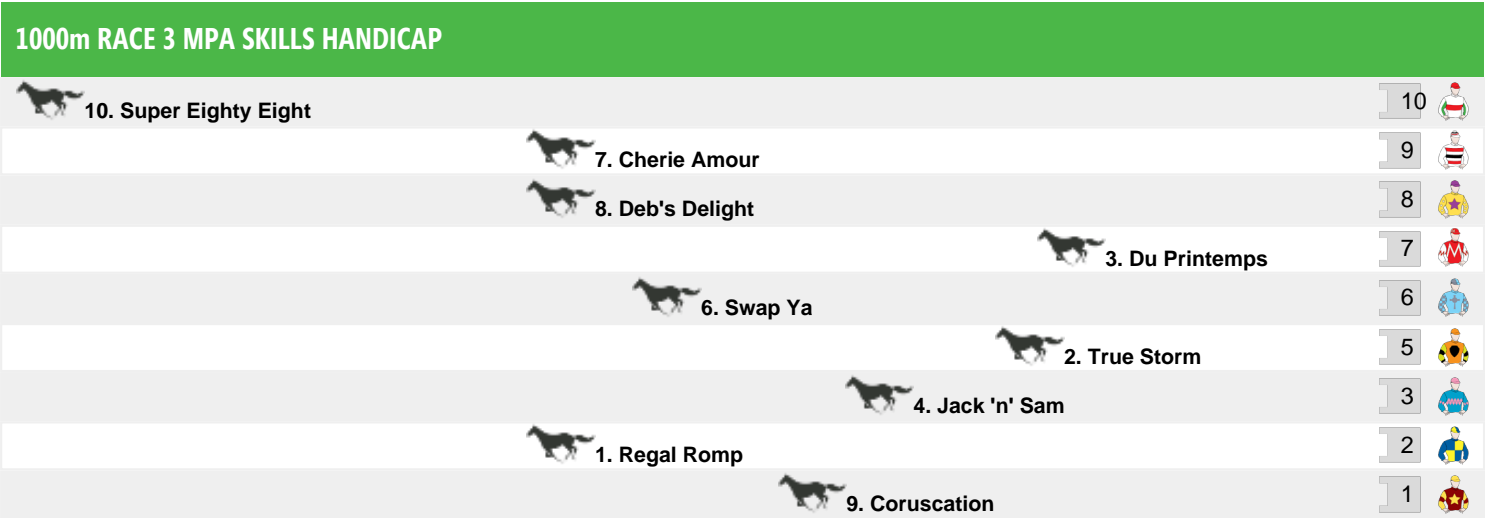 1000m RACE 3 MPA SKILLS HANDICAP
10. Super Eighty Eight 10
7. Cherie Amour 9
8. Deb's Delight 8
3. Du Printemps 7
6. Swap Ya 6
2. True Storm 5
4. Jack 'n' Sam 3
1. Regal Romp 2
9. Coruscation 1